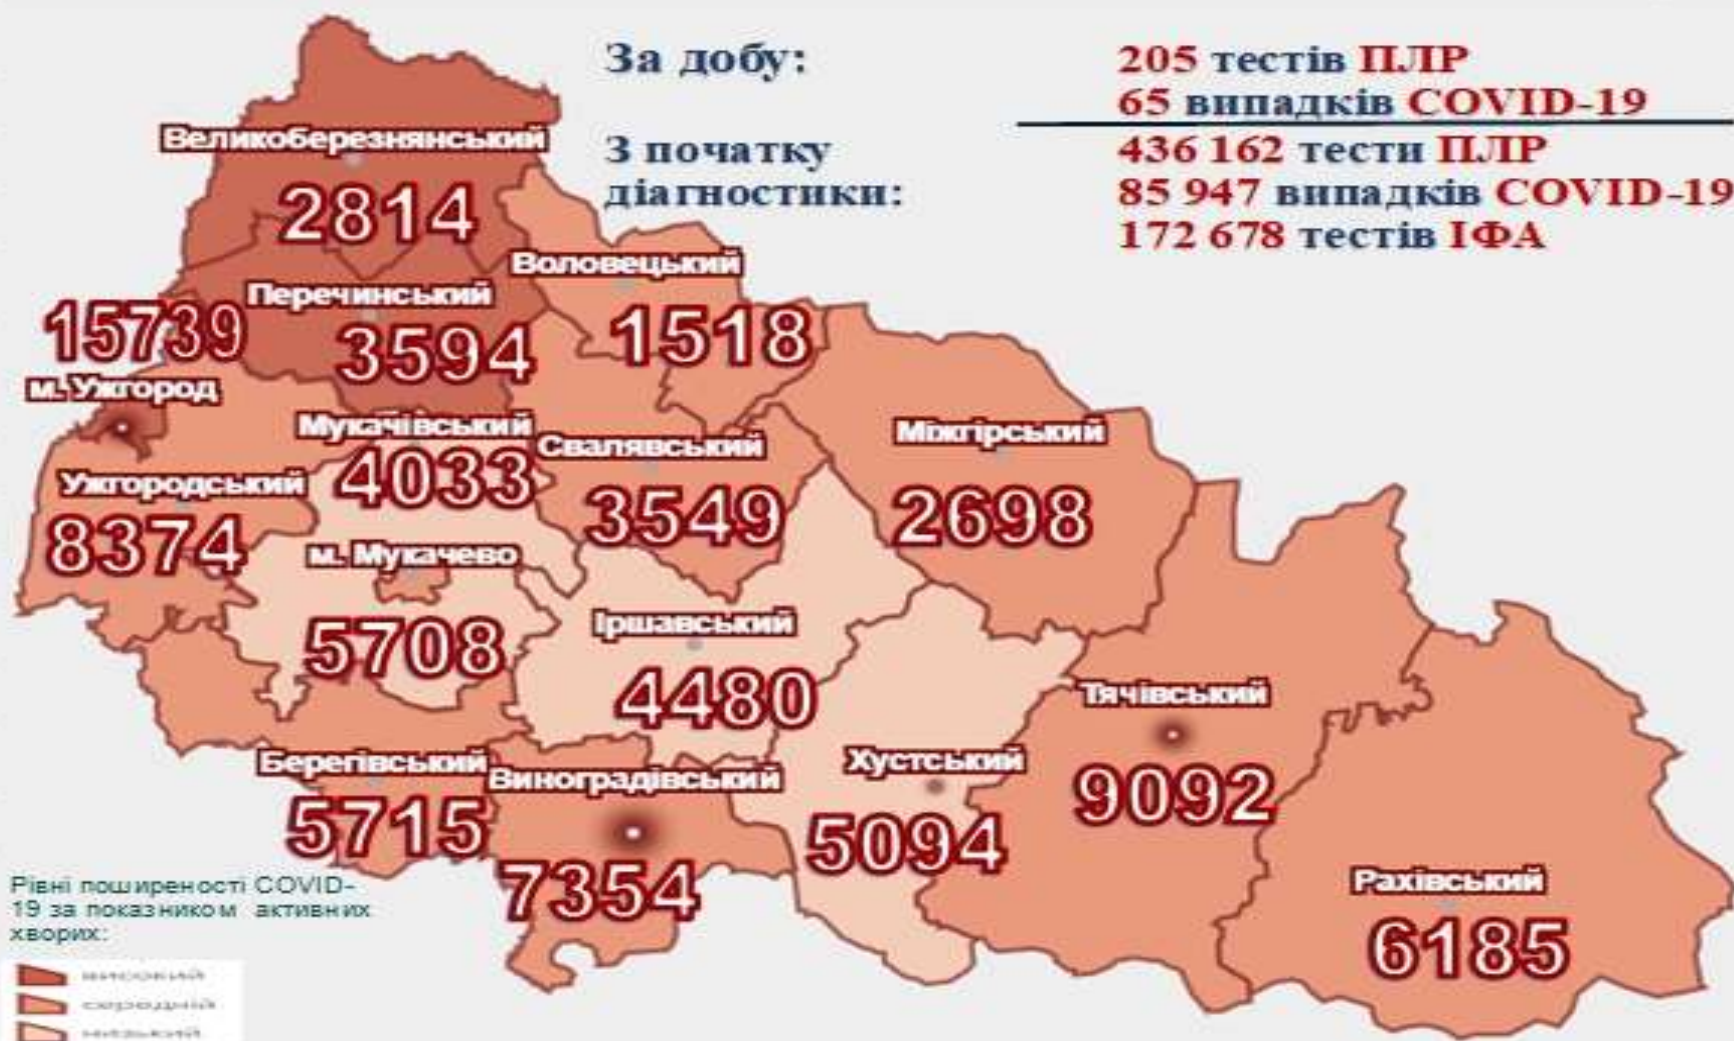 За добу:
205 тестів ПЛР
65 випадків COVID-19
З початку
діагностики:
436 162 тести ПЛР
85 947 випадків COVID-19
172 678 тестів ІФА
Великоберезнянський
2814
Воловецький
1518
Перечинський
3594
15739
м. Ужгород
Мукачівський
4033
Свалявський
3549
Міжгірський
2698
Ужгородський
8374
м. Мукачево
5708
Іршавський
4480
Тячівський
9092
Берегівський
5715
Виноградівський
7354
Хустський
5094
Рахівський
6185
Рівні поширеності COVID-
19 за показником активних
хворих:
високий
середній
низький